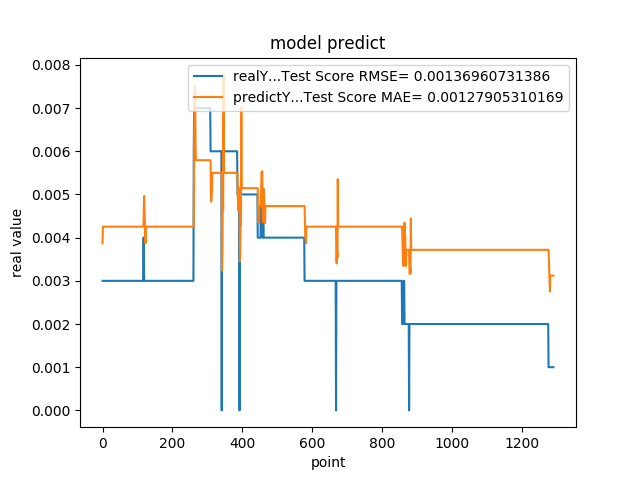 model predict
realY...Test Score RMSE= 0.00136960731386
predictY...Test Score MAE= 0.00127905310169
0.008
0.007
0.006
0.005
0.004
0.003
0.002
0.001
0.000
real value
0 200 400 600 800 1000 1200
point